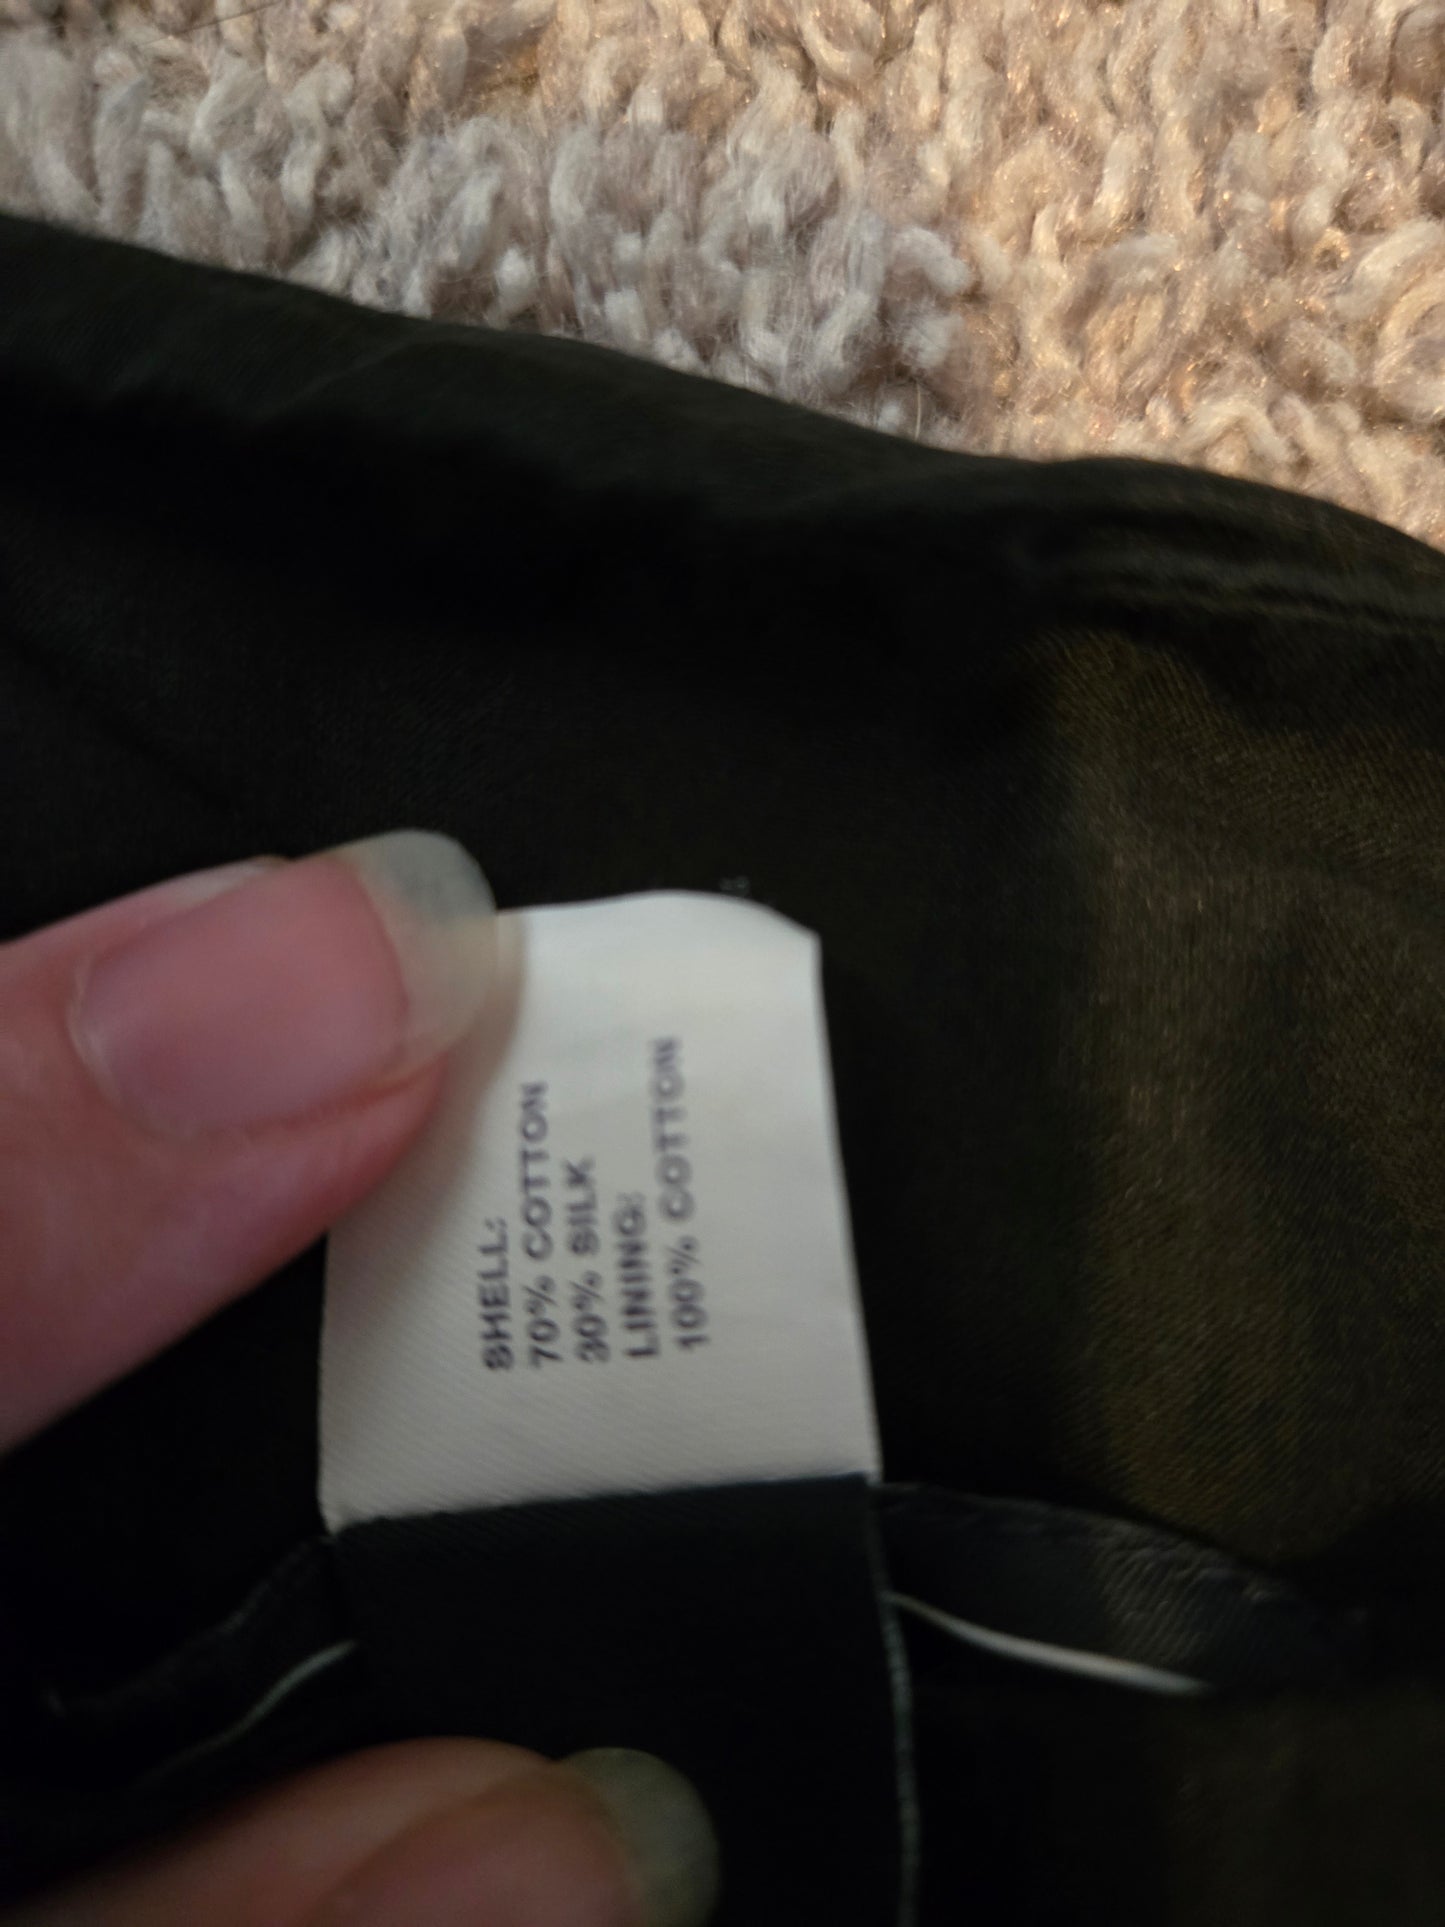 SHELL:
70% COTTON
30% SILK
LINING:
100% COTTON